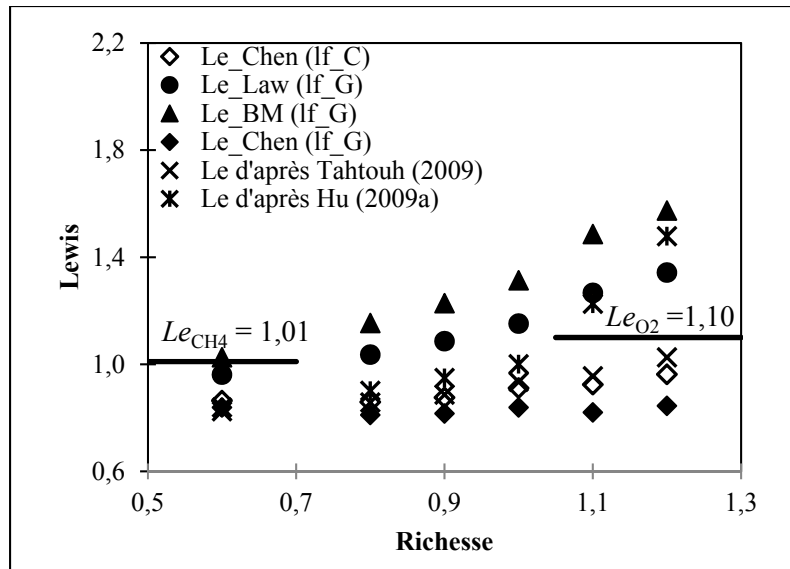 2,2
1,8
1,4
1,0
0,6
Lewis
Le_Chen (lf_C)
Le_Law (lf_G)
Le_BM (lf_G)
Le_Chen (lf_G)
Le d'après Tahtouh (2009)
Le d'après Hu (2009a)
Le_CH4 = 1,01
Le_O2 =1,10
0,5 0,7 0,9 1,1 1,3
Richesse